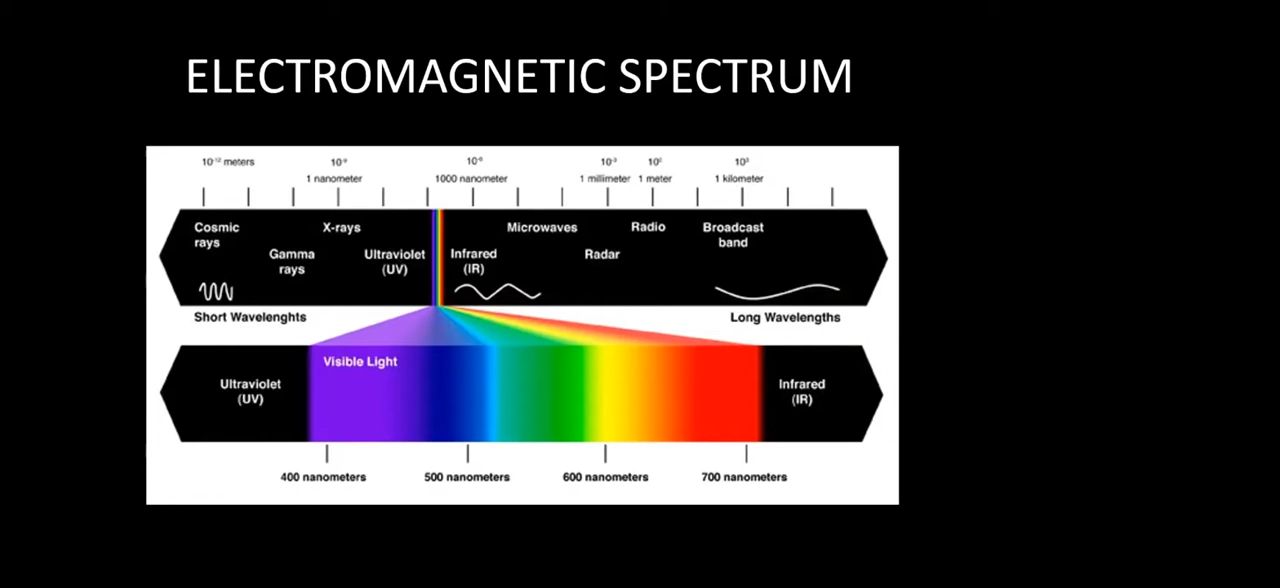 ELECTROMAGNETIC SPECTRUM
10⁻¹² meters 10⁻⁹ 10⁻⁶ 10⁻³ 10⁰ 10³
1 nanometer 1000 nanometer 1 millimeter 1 meter 1 kilometer
Cosmic
rays
Gamma
rays
X-rays
Ultraviolet
(UV)
Infrared
(IR)
Microwaves
Radar
Radio
Broadcast
band
Short Wavelenghts
Long Wavelengths
Visible Light
Ultraviolet
(UV)
Infrared
(IR)
400 nanometers 500 nanometers 600 nanometers 700 nanometers